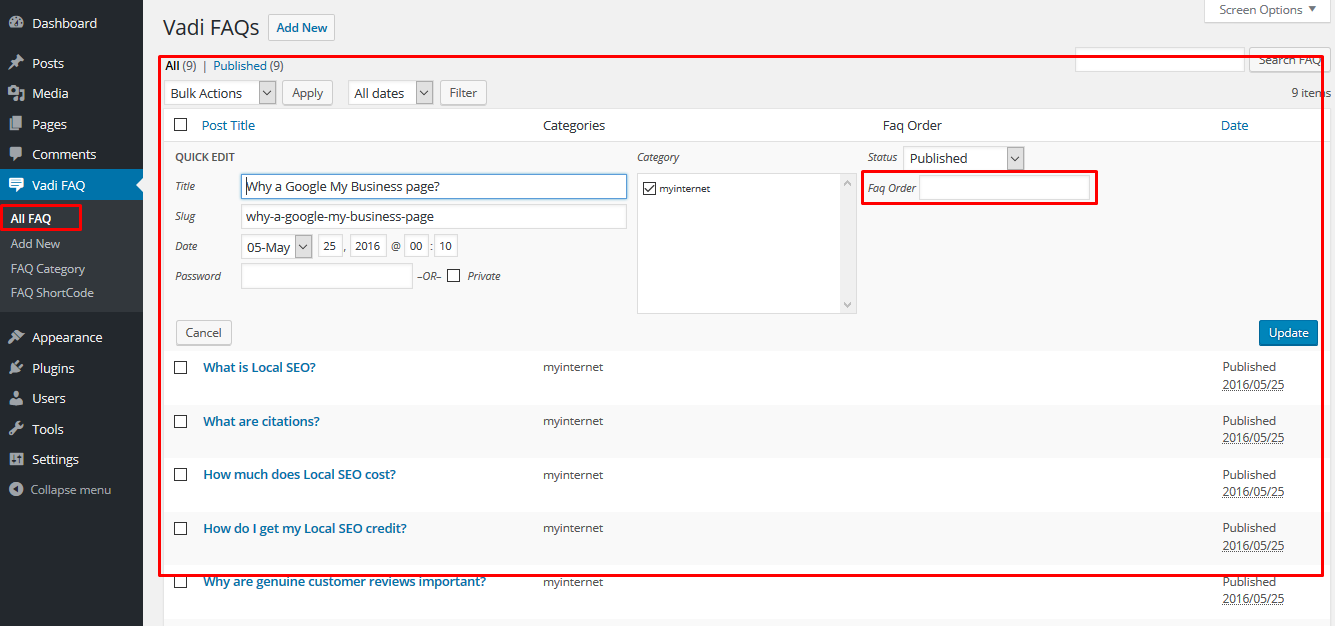 Dashboard
Posts
Media
Pages
Comments
Vadi FAQ
All FAQ
Add New
FAQ Category
FAQ ShortCode
Appearance
Plugins
Users
Tools
Settings
Collapse menu
Screen Options
Vadi FAQs Add New
All (9) | Published (9)
Search FAQ
Bulk Actions Apply All dates Filter
9 items
Post Title Categories Faq Order Date
QUICK EDIT
Title Why a Google My Business page?
Slug why-a-google-my-business-page
Date 05-May 25 , 2016 @ 00 : 10
Password –OR– Private
Category
myinternet
Status Published
Faq Order
Cancel Update
What is Local SEO? myinternet Published
2016/05/25
What are citations? myinternet Published
2016/05/25
How much does Local SEO cost? myinternet Published
2016/05/25
How do I get my Local SEO credit? myinternet Published
2016/05/25
Why are genuine customer reviews important? myinternet Published
2016/05/25